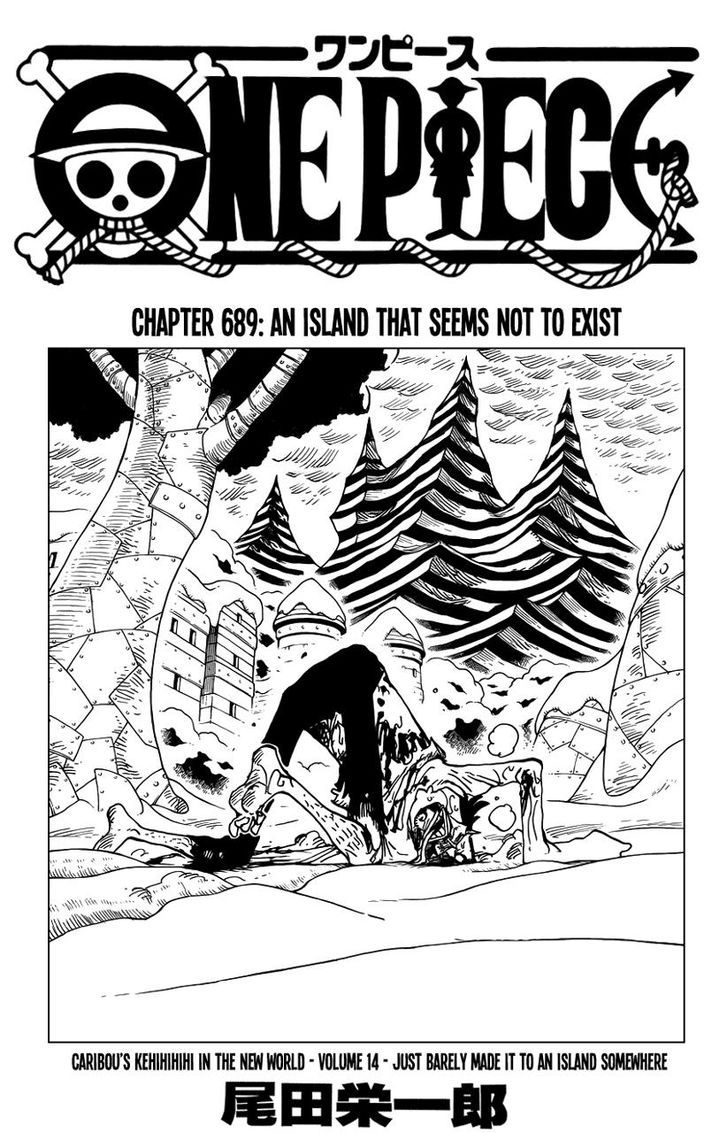 ワンピース
ONE PIECE
CHAPTER 689: AN ISLAND THAT SEEMS NOT TO EXIST
CARIBOU'S KEHIHIHIHI IN THE NEW WORLD - VOLUME 14 - JUST BARELY MADE IT TO AN ISLAND SOMEWHERE
尾田栄一郎